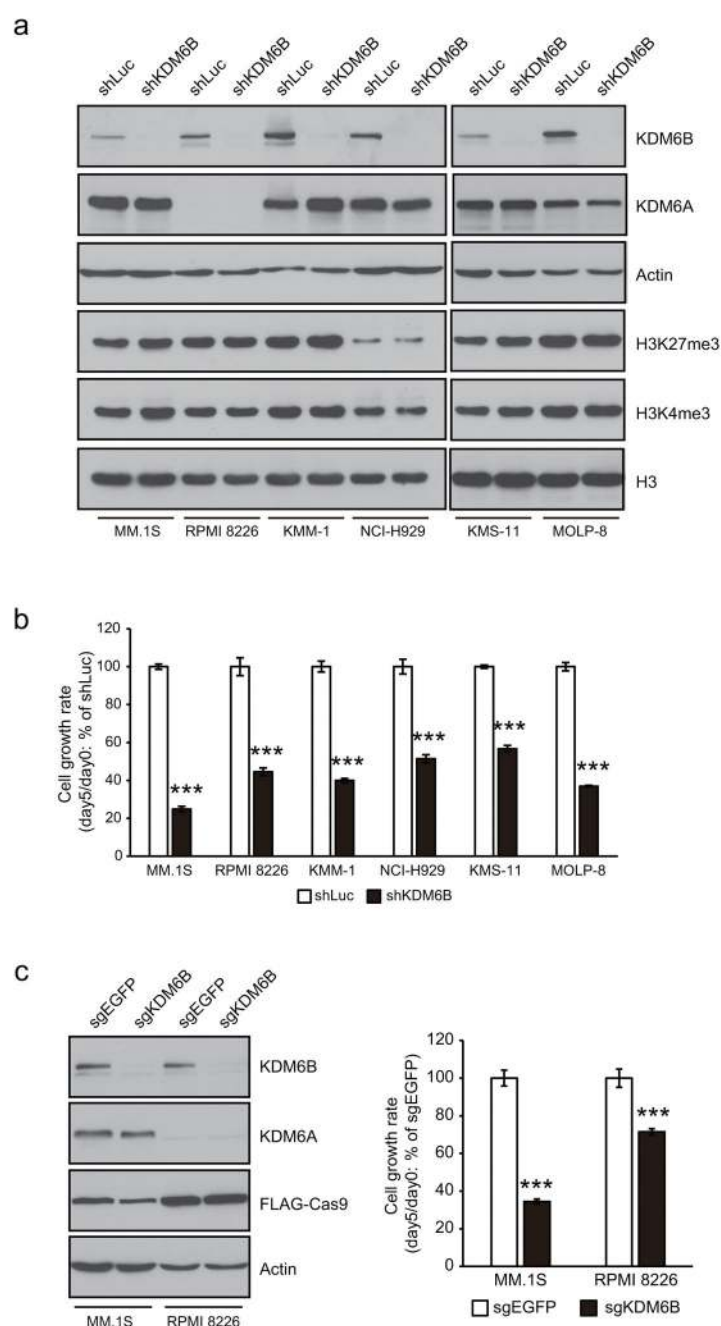 a
shLuc shKDM6B shLuc shKDM6B shLuc shKDM6B shLuc shKDM6B shLuc shKDM6B shLuc shKDM6B
KDM6B
KDM6A
Actin
H3K27me3
H3K4me3
H3
MM.1S RPMI 8226 KMM-1 NCI-H929 KMS-11 MOLP-8
b
Cell growth rate
(day5/day0: % of shLuc)
120
100
80
60
40
20
0
*** *** *** *** *** ***
MM.1S RPMI 8226 KMM-1 NCI-H929 KMS-11 MOLP-8
shLuc shKDM6B
c
sgEGFP sgKDM6B sgEGFP sgKDM6B
KDM6B
KDM6A
FLAG-Cas9
Actin
MM.1S RPMI 8226
Cell growth rate
(day5/day0: % of sgEGFP)
120
100
80
60
40
20
0
*** ***
MM.1S RPMI 8226
sgEGFP sgKDM6B